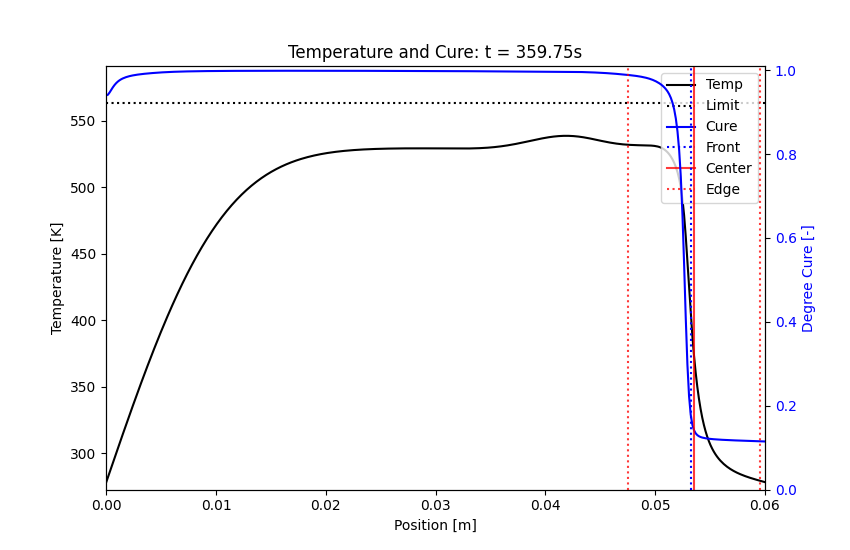 Temperature and Cure: t = 359.75s
Temperature [K]
550
500
450
400
350
300
Temp
Limit
Cure
Front
Center
Edge
1.0
0.8
0.6
0.4
0.2
0.0
Degree Cure [-]
0.00 0.01 0.02 0.03 0.04 0.05 0.06
Position [m]